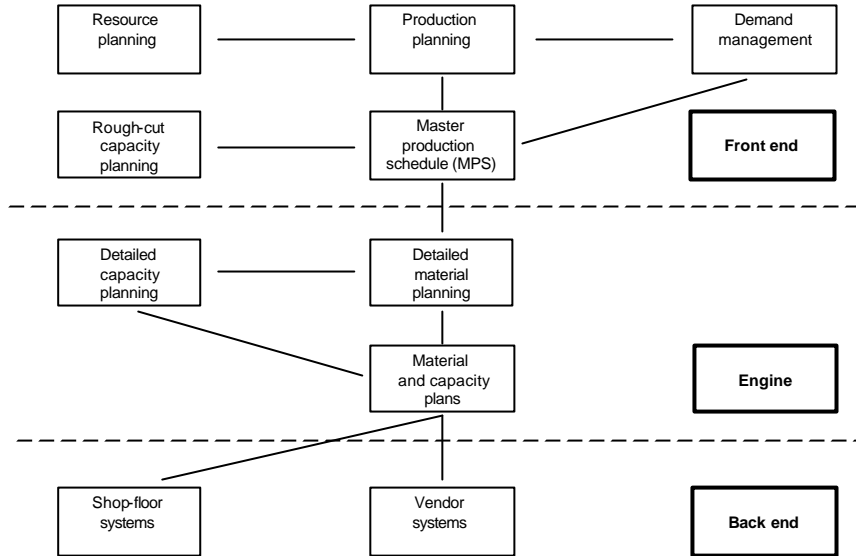 Resource
planning
Production
planning
Demand
management
Rough-cut
capacity
planning
Master
production
schedule (MPS)
Front end
Detailed
capacity
planning
Detailed
material
planning
Material
and capacity
plans
Engine
Shop-floor
systems
Vendor
systems
Back end